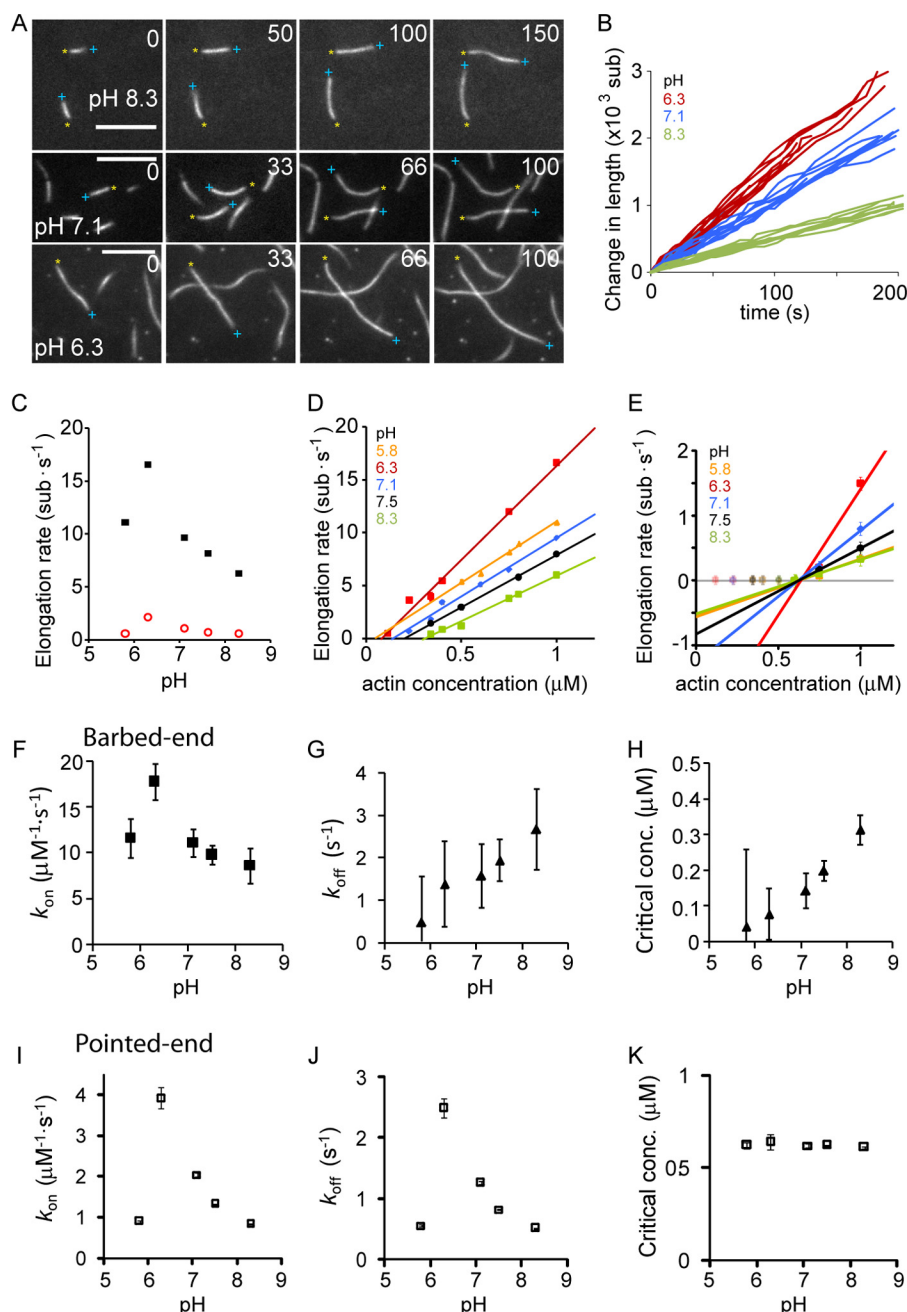 A
0
50
100
150
pH 8.3
0
33
66
100
pH 7.1
0
33
66
100
pH 6.3
B
Change in length (x10³ sub)
3
2
1
0
pH
6.3
7.1
8.3
0
100
200
time (s)
C
Elongation rate (sub·s⁻¹)
20
15
10
5
0
5
6
7
8
9
pH
D
Elongation rate (sub·s⁻¹)
20
15
10
5
0
pH
5.8
6.3
7.1
7.5
8.3
0
0.5
1
actin concentration (μM)
E
Elongation rate (sub·s⁻¹)
2
1
0
-1
pH
5.8
6.3
7.1
7.5
8.3
0
0.5
1
actin concentration (μM)
Barbed-end
F
kon (μM⁻¹·s⁻¹)
20
15
10
5
0
5
6
7
8
9
pH
G
koff (s⁻¹)
4
3
2
1
0
5
6
7
8
9
pH
H
Critical conc. (μM)
0.5
0.4
0.3
0.2
0.1
0
5
6
7
8
9
pH
Pointed-end
I
kon (μM⁻¹·s⁻¹)
4
3
2
1
0
5
6
7
8
9
pH
J
koff (s⁻¹)
3
2
1
0
5
6
7
8
9
pH
K
Critical conc. (μM)
1
05
0
5
6
7
8
9
pH